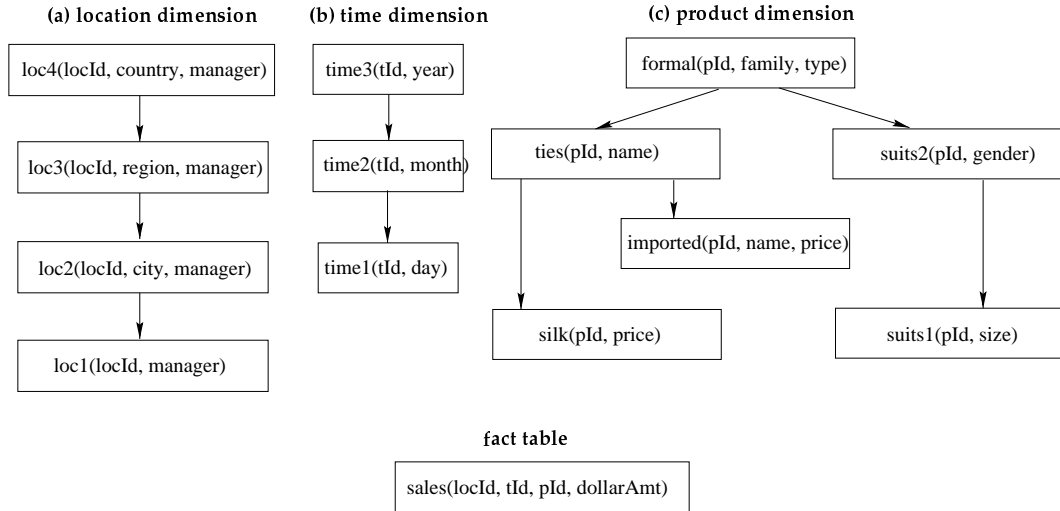 (a) location dimension
(b) time dimension
(c) product dimension
loc4(locId, country, manager)
time3(tId, year)
formal(pId, family, type)
loc3(locId, region, manager)
time2(tId, month)
ties(pId, name)
suits2(pId, gender)
loc2(locId, city, manager)
time1(tId, day)
imported(pId, name, price)
loc1(locId, manager)
silk(pId, price)
suits1(pId, size)
fact table
sales(locId, tId, pId, dollarAmt)